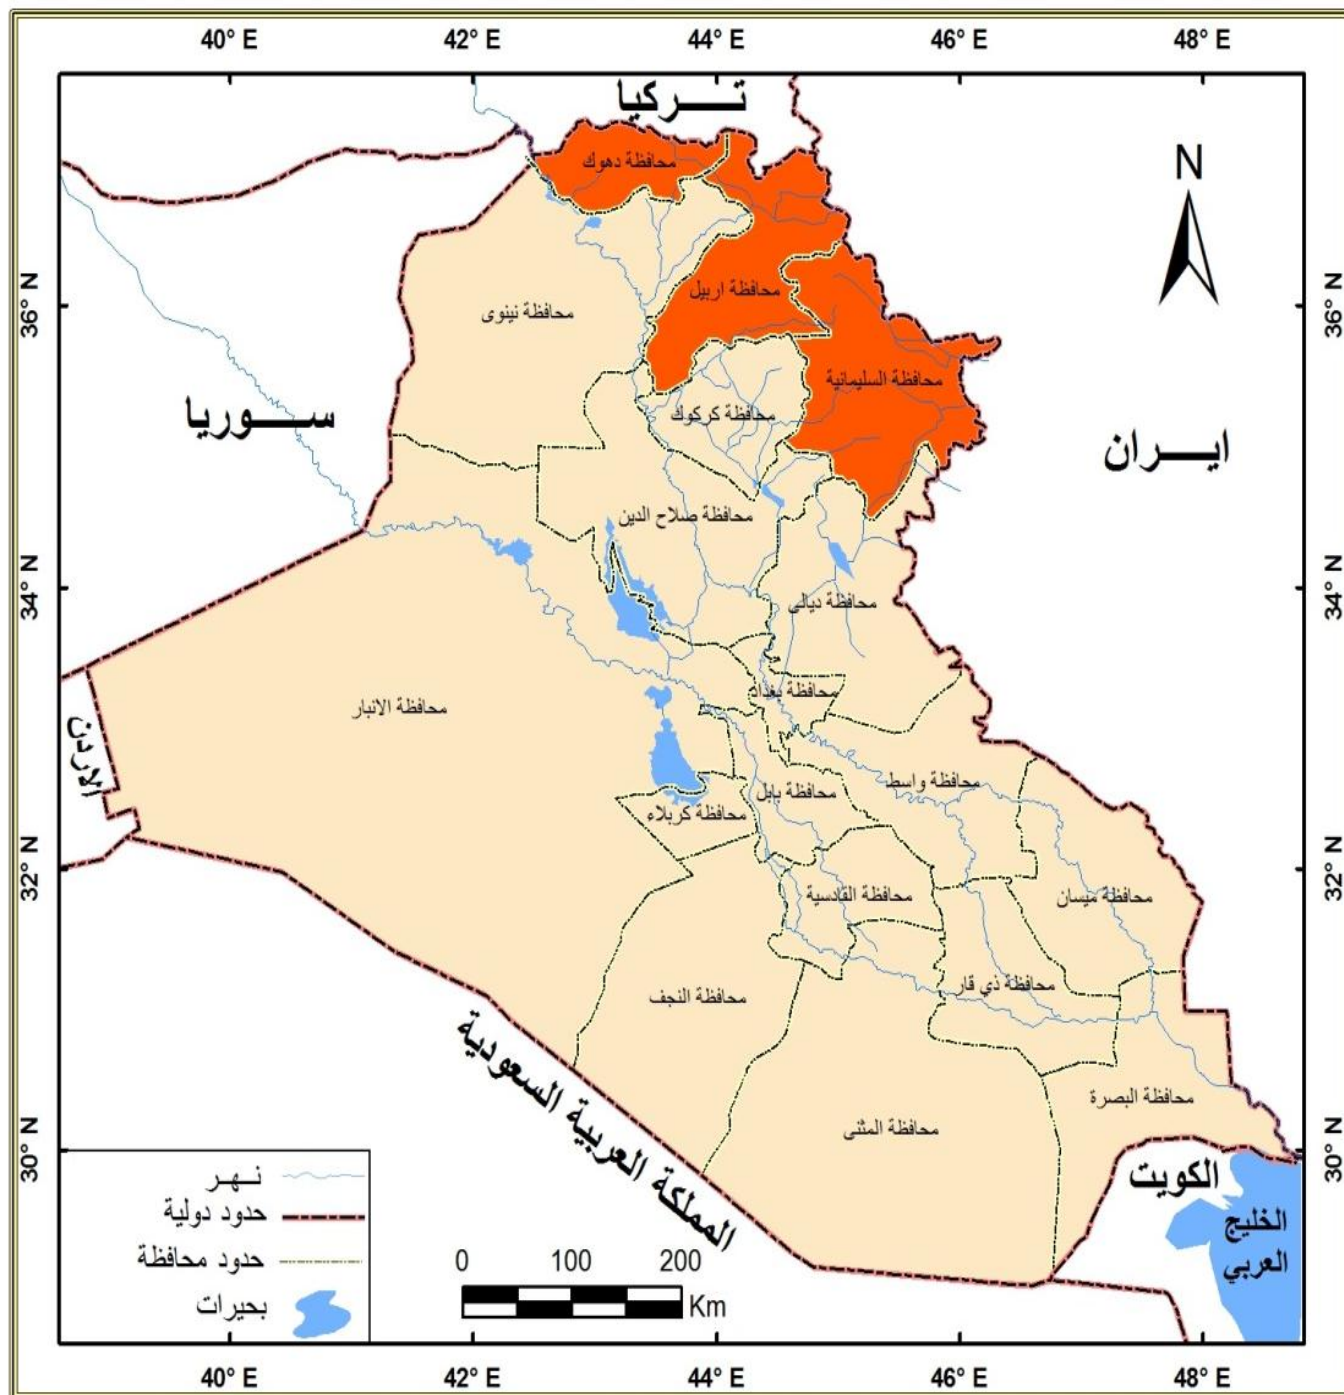 40° E 42° E 44° E 46° E 48° E
تـــركيا
N
محافظة دهوك
36° N
36° N
محافظة اربيل
محافظة نينوى
محافظة السليمانية
محافظة كركوك
ســـوريا
ايـــران
محافظة صلاح الدين
34° N
34° N
محافظة ديالى
محافظة بغداد
محافظة الانبار
الاردن
محافظة واسط
محافظة بابل
محافظة كربلاء
32° N
32° N
محافظة ميسان
محافظة القادسية
محافظة ذي قار
محافظة النجف
المملكة العربية السعودية
محافظة البصرة
محافظة المثنى
30° N
30° N
الكويت
الخليج
العربي
نـهـر
حدود دولية
حدود محافظة
بحيرات
0 100 200
Km
40° E 42° E 44° E 46° E 48° E